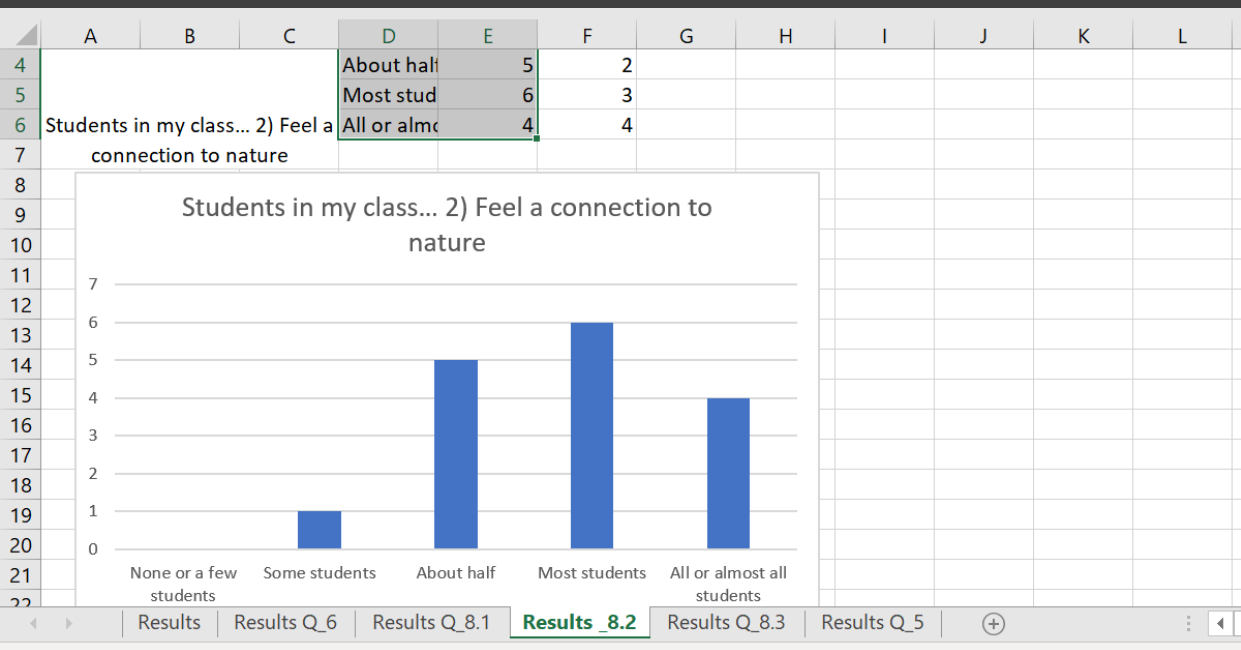 A B C D E F G H I J K L
4 About half 5 2
5 Most stud 6 3
6 Students in my class... 2) Feel a All or almo 4 4
7 connection to nature
8
Students in my class... 2) Feel a connection to
9
nature
10
11 7
12 6
13
14 5
15 4
16 3
17
18 2
19 1
20 0
21 None or a few Some students About half Most students All or almost all
students students
22
Results Results Q_6 Results Q_8.1 Results _8.2 Results Q_8.3 Results Q_5